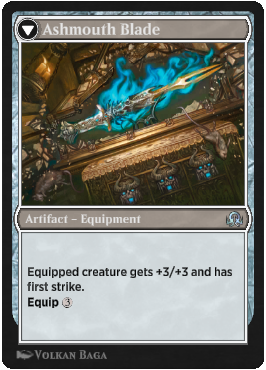 Ashmouth Blade
Artifact – Equipment
Equipped creature gets +3/+3 and has
first strike.
Equip 3
Volkan Baga